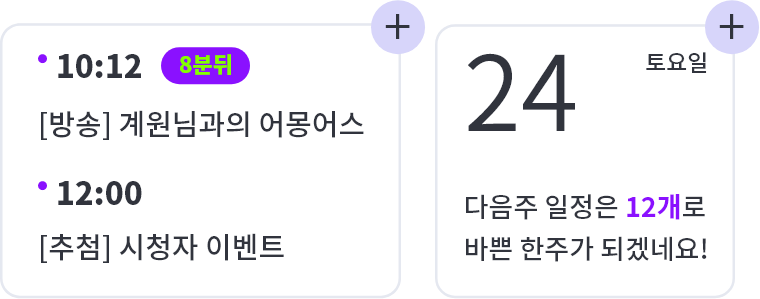 10:12 8분뒤
[방송] 계원님과의 어몽어스
12:00
[추첨] 시청자 이벤트
24 토요일
다음주 일정은 12개로
바쁜 한주가 되겠네요!